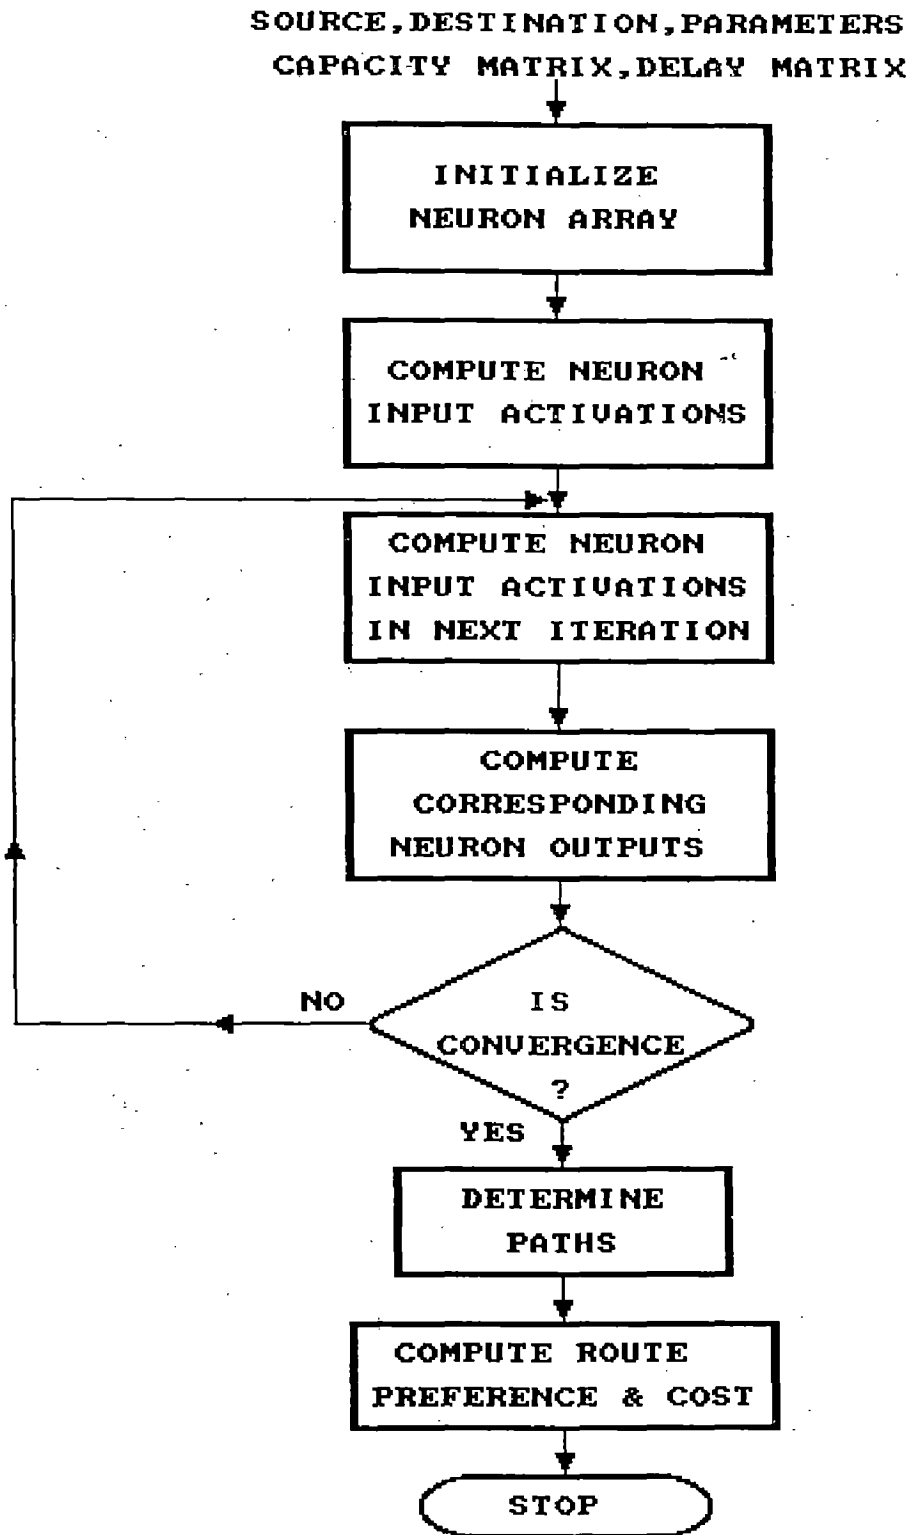 SOURCE,DESTINATION,PARAMETERS
CAPACITY MATRIX,DELAY MATRIX
INITIALIZE
NEURON ARRAY
COMPUTE NEURON
INPUT ACTIVATIONS
COMPUTE NEURON
INPUT ACTIVATIONS
IN NEXT ITERATION
COMPUTE
CORRESPONDING
NEURON OUTPUTS
NO
IS
CONVERGENCE
?
YES
DETERMINE
PATHS
COMPUTE ROUTE
PREFERENCE & COST
STOP